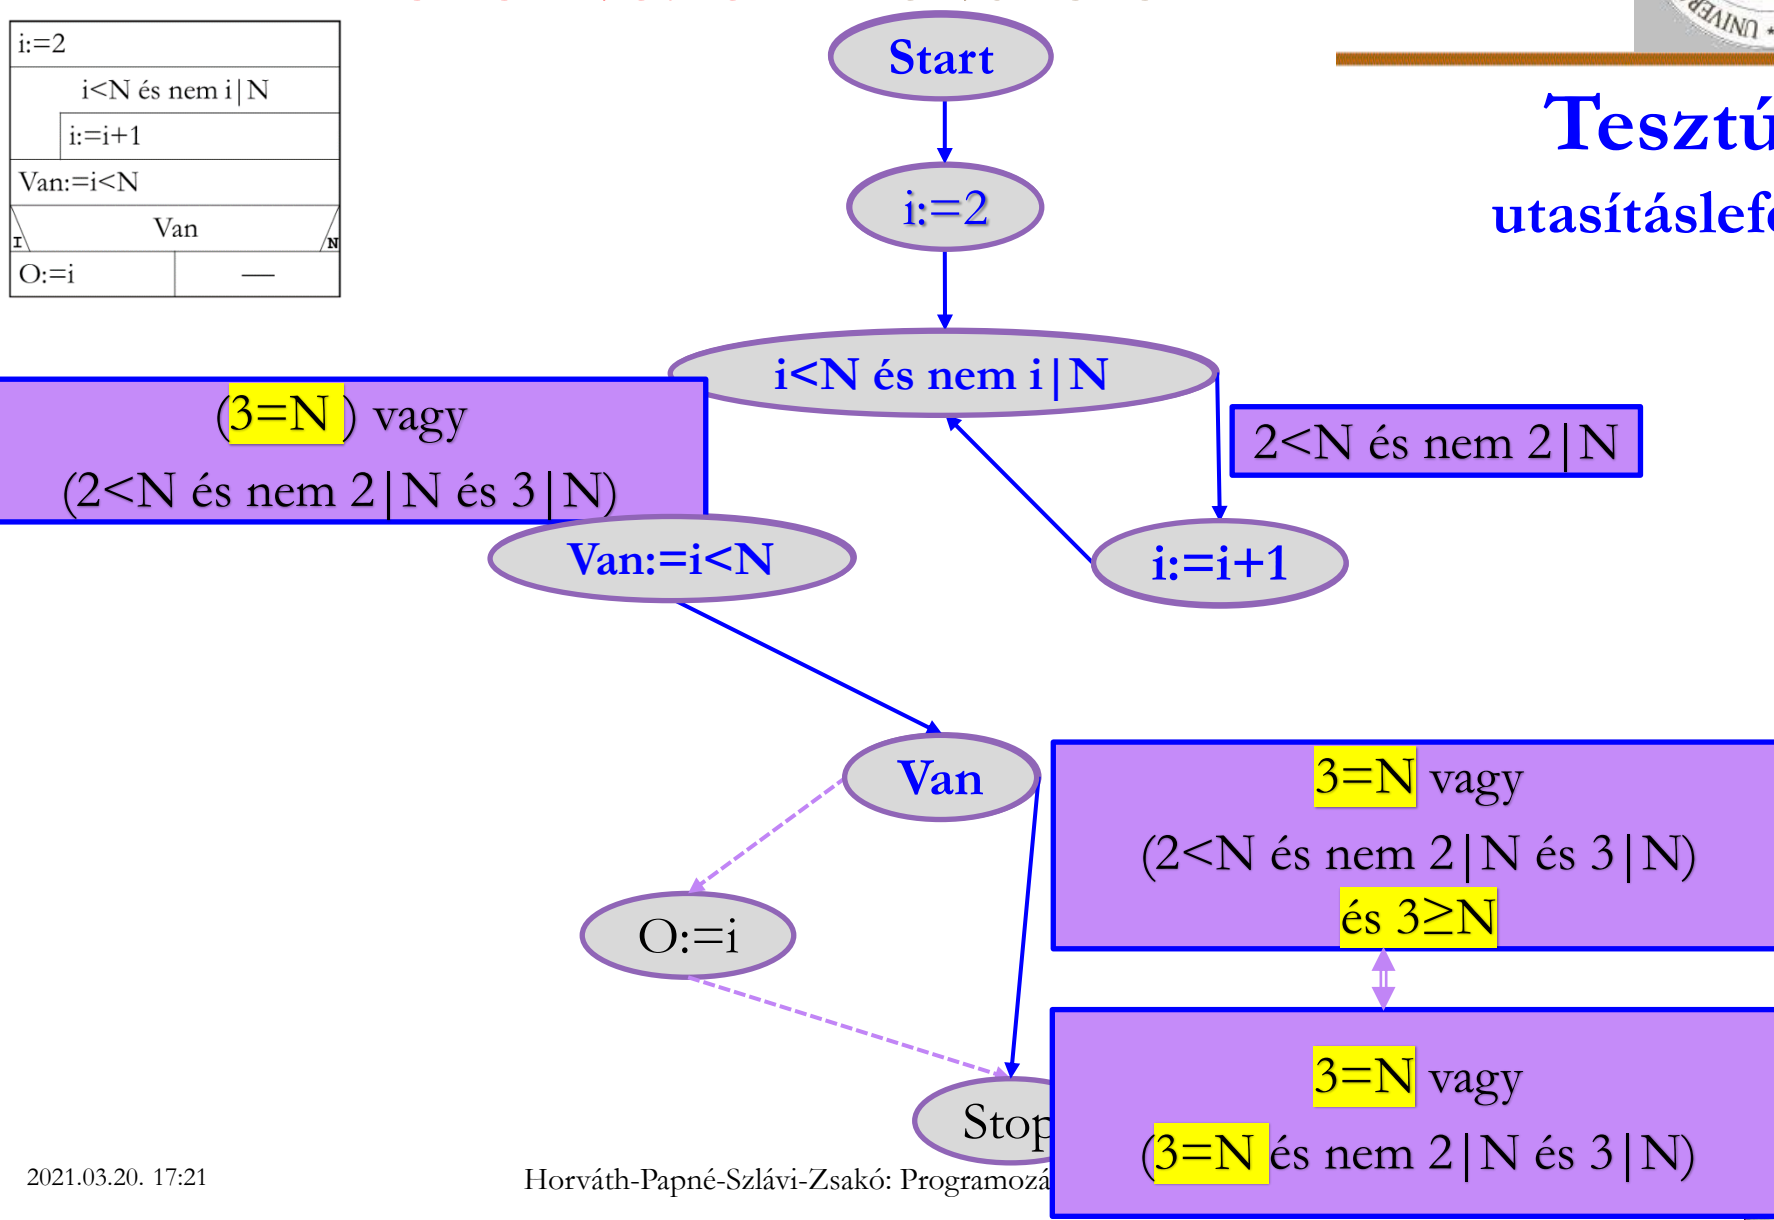 i:=2
i<N és nem i|N
i:=i+1
Van:=i<N
Van
I
N
O:=i
—
Start
i:=2
i<N és nem i|N
(3=N ) vagy
(2<N és nem 2|N és 3|N)
2<N és nem 2|N
Van:=i<N
i:=i+1
Van
3=N vagy
(2<N és nem 2|N és 3|N)
és 3≥N
O:=i
3=N vagy
(3=N és nem 2|N és 3|N)
Stop
Tesztú
utasításlef
2021.03.20. 17:21
Horváth-Papné-Szlávi-Zsakó: Programozá